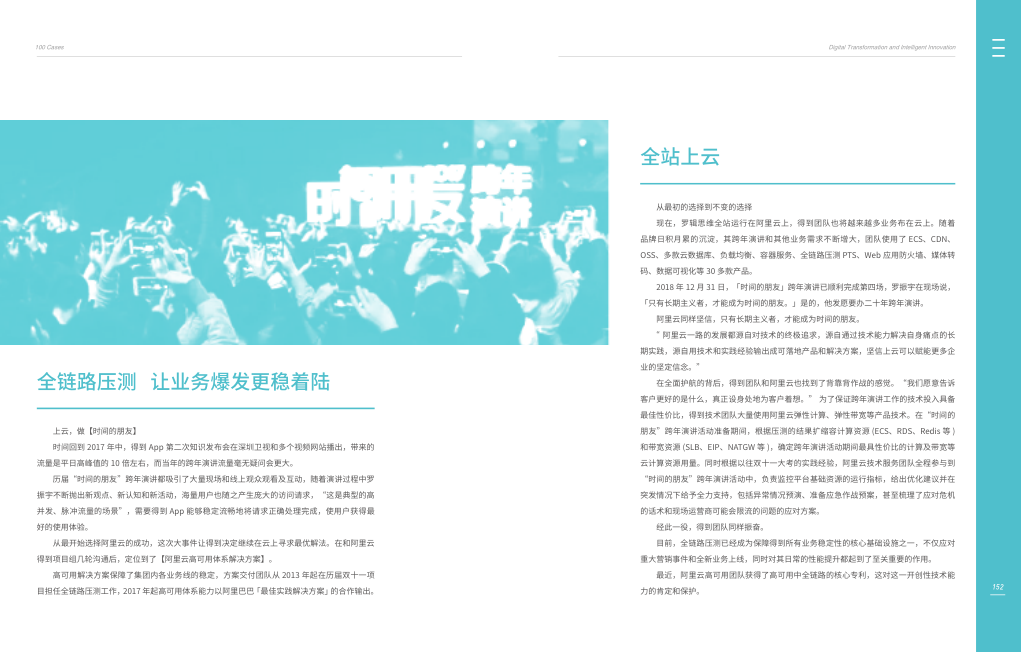 100 Cases
Digital Transformation and Intelligent Innovation
跨年
演讲
全链路压测 让业务爆发更稳着陆
上云，做【时间的朋友】
时间回到 2017 年中，得到 App 第二次知识发布会在深圳卫视和多个视频网站播出，带来的
流量是平日高峰值的 10 倍左右，而当年的跨年演讲流量毫无疑问会更大。
历届“时间的朋友”跨年演讲都吸引了大量现场和线上观众观看及互动，随着演讲过程中罗
振宇不断抛出新观点、新认知和新活动，海量用户也随之产生庞大的访问请求，“这是典型的高
并发、脉冲流量的场景”，需要得到 App 能够稳定流畅地将请求正确处理完成，使用户获得最
好的使用体验。
从最开始选择阿里云的成功，这次大事件让得到决定继续在云上寻求最优解法。在和阿里云
得到项目组几轮沟通后，定位到了【阿里云高可用体系解决方案】。
高可用解决方案保障了集团内各业务线的稳定，方案交付团队从 2013 年起在历届双十一项
目担任全链路压测工作，2017 年起高可用体系能力以阿里巴巴「最佳实践解决方案」的合作输出。
全站上云
从最初的选择到不变的选择
现在，罗辑思维全站运行在阿里云上，得到团队也将越来越多业务布在云上。随着
品牌日积月累的沉淀，其跨年演讲和其他业务需求不断增大，团队使用了 ECS、CDN、
OSS、多款云数据库、负载均衡、容器服务、全链路压测 PTS、Web 应用防火墙、媒体转
码、数据可视化等 30 多款产品。
2018 年 12 月 31 日，「时间的朋友」跨年演讲已顺利完成第四场，罗振宇在现场说，
「只有长期主义者，才能成为时间的朋友。」是的，他发愿要办二十年跨年演讲。
阿里云同样坚信，只有长期主义者，才能成为时间的朋友。
”阿里云一路的发展都源自对技术的终极追求，源自通过技术能力解决自身痛点的长
期实践，源自用技术和实践经验输出成可落地产品和解决方案，坚信上云可以赋能更多企
业的坚定信念。”
在全面护航的背后，得到团队和阿里云也找到了背靠背作战的感觉。“我们愿意告诉
客户更好的是什么，真正设身处地为客户着想。” 为了保证跨年演讲工作的技术投入具备
最佳性价比，得到技术团队大量使用阿里云弹性计算、弹性带宽等产品技术。在“时间的
朋友”跨年演讲活动准备期间，根据压测的结果扩缩容计算资源 (ECS、RDS、Redis 等 )
和带宽资源 (SLB、EIP、NATGW 等 )，确定跨年演讲活动期间最具性价比的计算及带宽等
云计算资源用量。同时根据以往双十一大考的实践经验，阿里云技术服务团队全程参与到
“时间的朋友”跨年演讲活动中，负责监控平台基础资源的运行指标，给出优化建议并在
突发情况下给予全力支持，包括异常情况预演、准备应急作战预案，甚至梳理了应对危机
的话术和现场运营商可能会限流的问题的应对方案。
经此一役，得到团队同样振奋。
目前，全链路压测已经成为保障得到所有业务稳定性的核心基础设施之一，不仅应对
重大营销事件和全新业务上线，同时对其日常的性能提升都起到了至关重要的作用。
最近，阿里云高可用团队获得了高可用中全链路的核心专利，这对这一开创性技术能
力的肯定和保护。
152